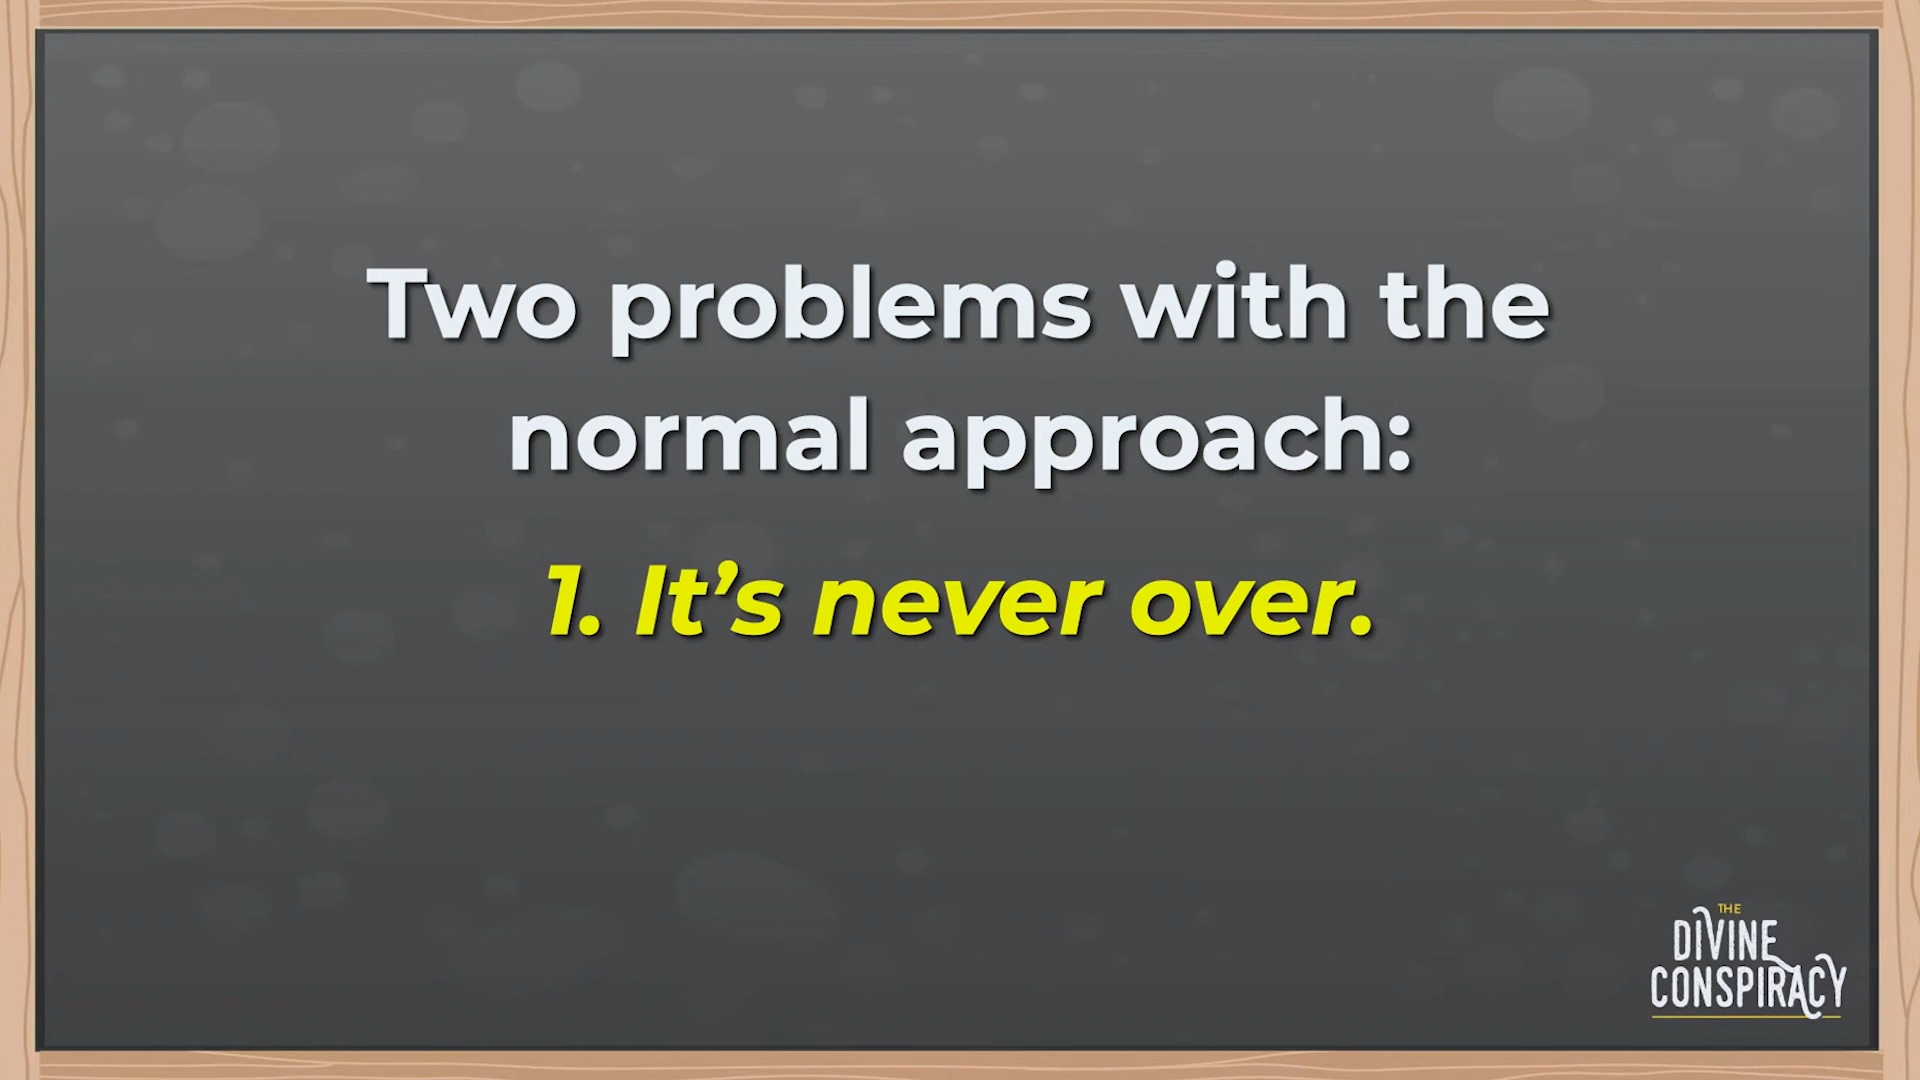 Two problems with the
normal approach:
1. It’s never over.
THE
DIVINE
CONSPIRACY